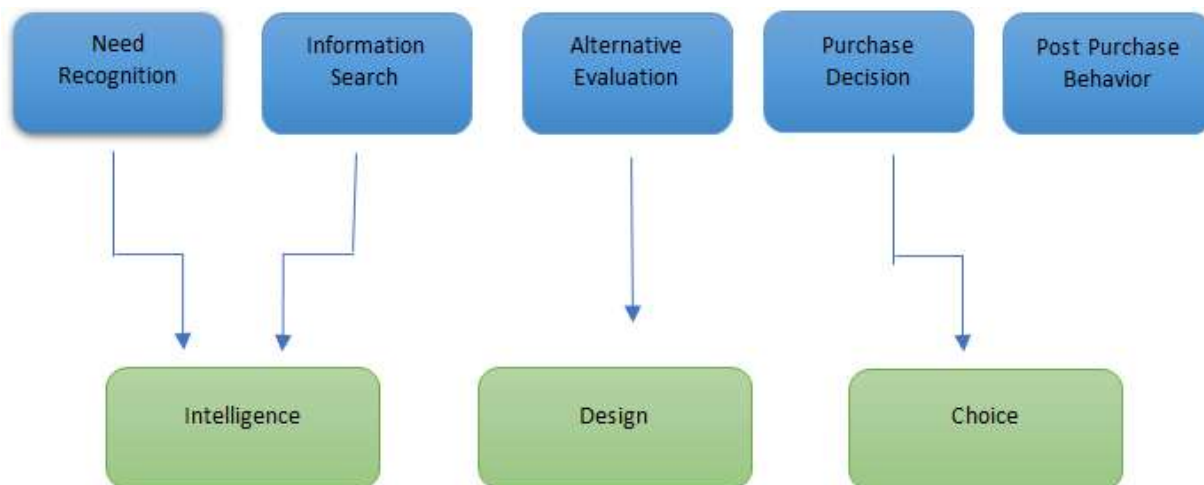 Need
Recognition
Information
Search
Alternative
Evaluation
Purchase
Decision
Post Purchase
Behavior
Intelligence
Design
Choice